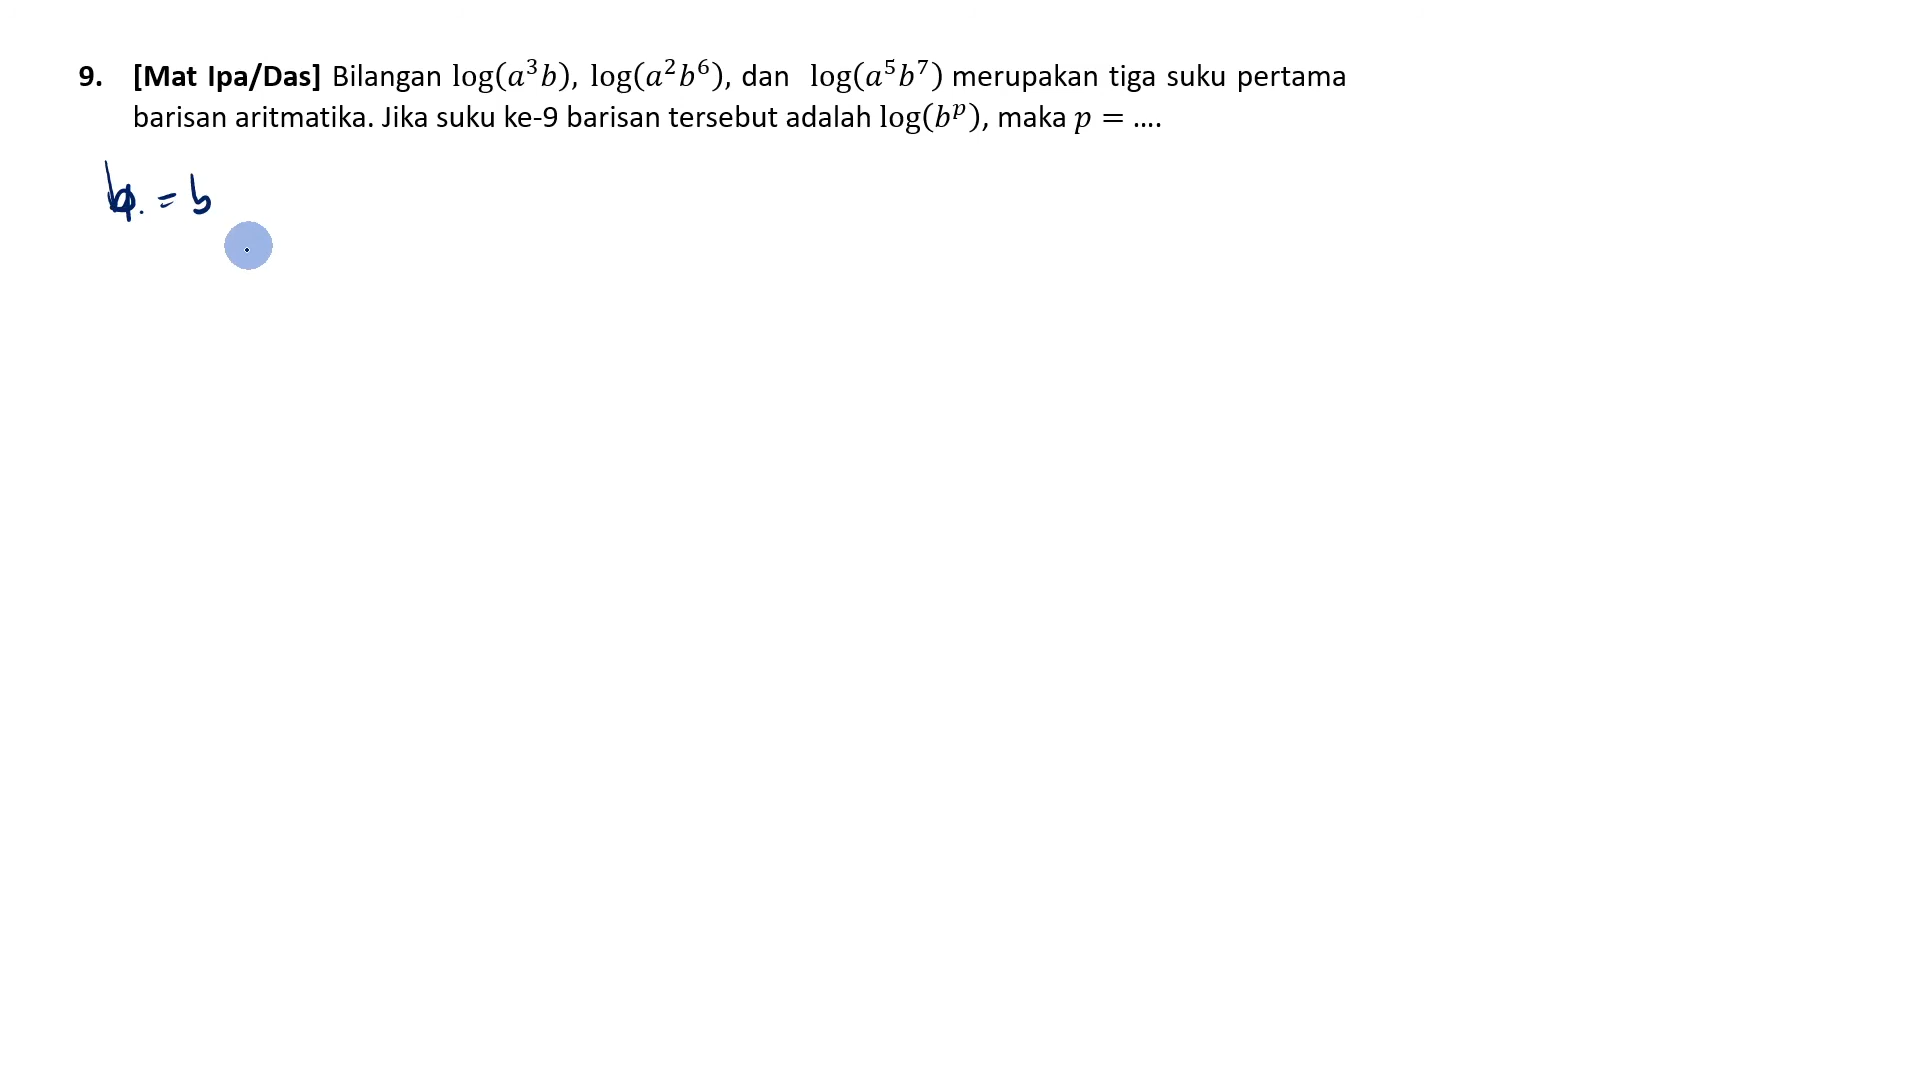 9. [Mat Ipa/Das] Bilangan log(a³b), log(a²b⁶), dan log(a⁵b⁷) merupakan tiga suku pertama
barisan aritmatika. Jika suku ke-9 barisan tersebut adalah log(bᵖ), maka p = ....
= b